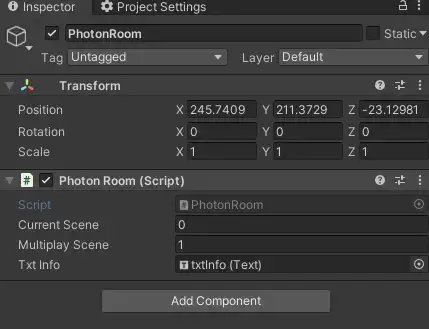 Inspector
Project Settings
PhotonRoom
Static
Tag Untagged Layer Default
Transform
Position X 245.7409 Y 211.3729 Z -23.12981
Rotation X 0 Y 0 Z 0
Scale X 1 Y 1 Z 1
# Photon Room (Script)
Script # PhotonRoom
Current Scene 0
Multiplay Scene 1
Txt Info T txtInfo (Text)
Add Component